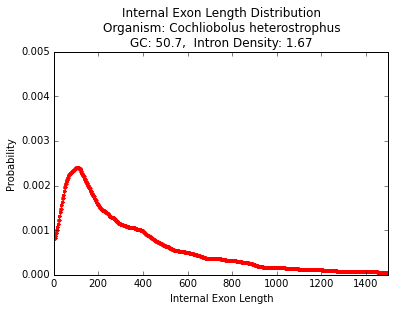 Internal Exon Length Distribution
Organism: Cochliobolus heterostrophus
GC: 50.7,  Intron Density: 1.67
0.005
0.004
0.003
0.002
0.001
0.000
Probability
0
200
400
600
800
1000
1200
1400
Internal Exon Length